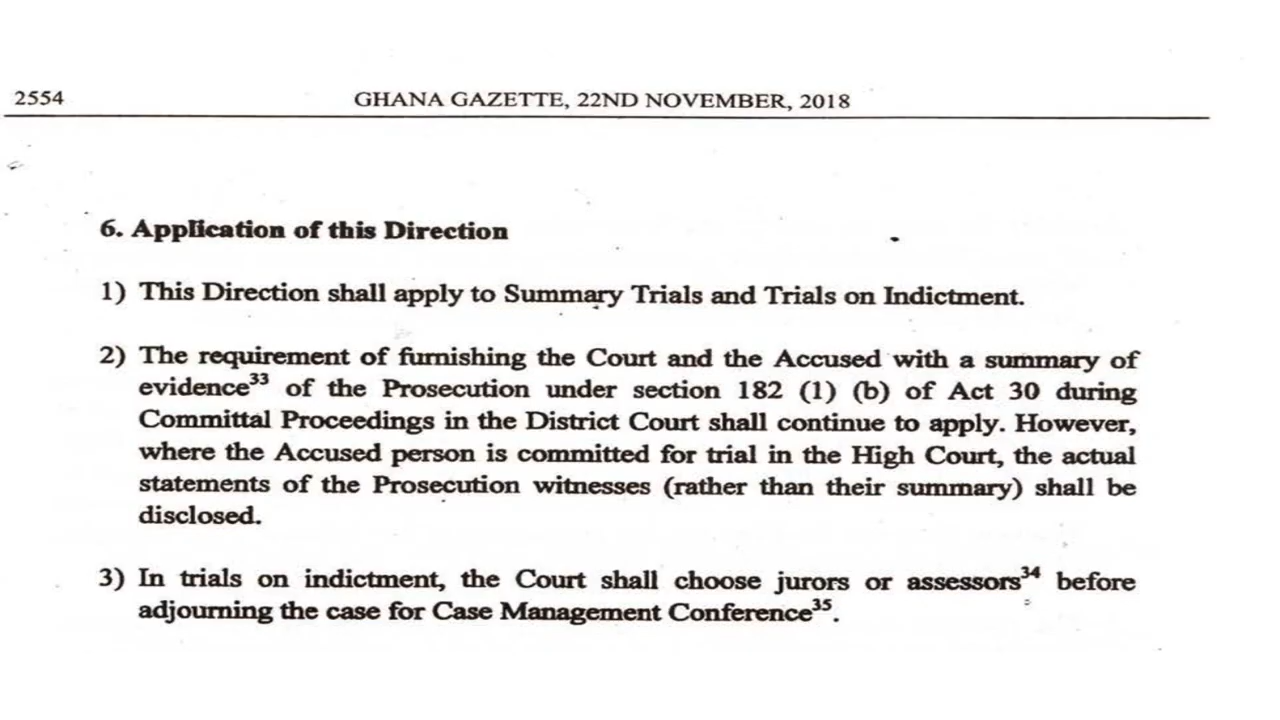 2554 GHANA GAZETTE, 22ND NOVEMBER, 2018
6. Application of this Direction
1) This Direction shall apply to Summary Trials and Trials on Indictment.
2) The requirement of furnishing the Court and the Accused with a summary of
evidence³³ of the Prosecution under section 182 (1) (b) of Act 30 during
Committal Proceedings in the District Court shall continue to apply. However,
where the Accused person is committed for trial in the High Court, the actual
statements of the Prosecution witnesses (rather than their summary) shall be
disclosed.
3) In trials on indictment, the Court shall choose jurors or assessors³⁴ before
adjourning the case for Case Management Conference³⁵.